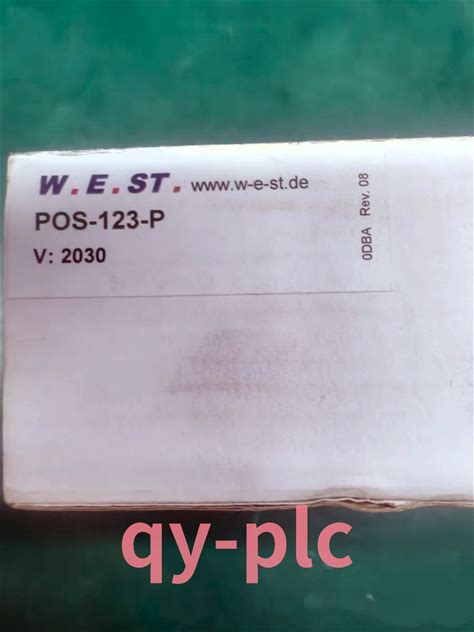 W.E.ST. www.w-e-st.de
POS-123-P
V: 2030
0DBA Rev. 08
qy-plc